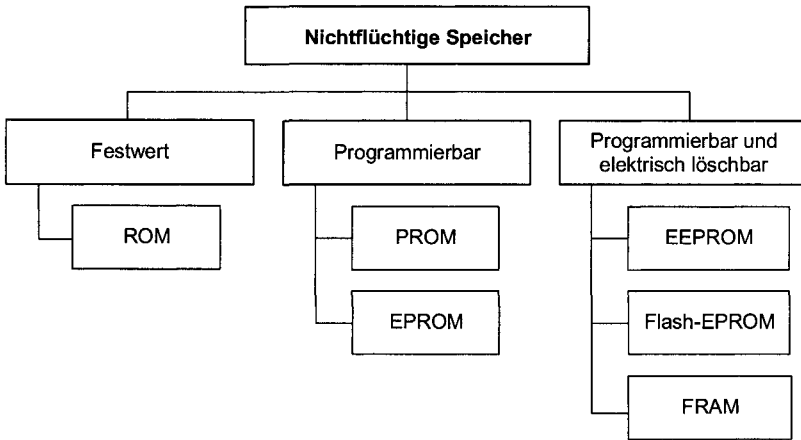 Nichtflüchtige Speicher
Festwert
Programmierbar
Programmierbar und
elektrisch löschbar
ROM
PROM
EEPROM
EPROM
Flash-EPROM
FRAM